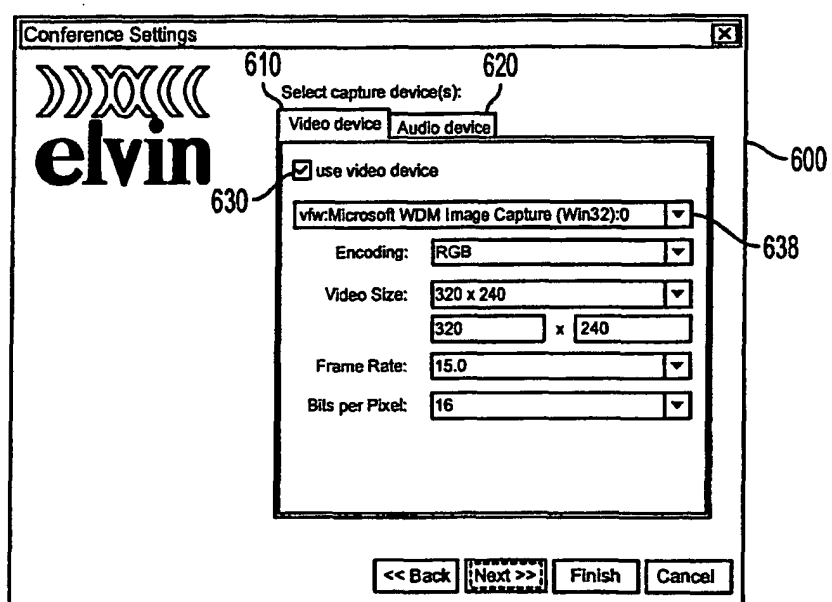 Conference Settings
610
620
elvin
Select capture device(s):
Video device
Audio device
600
use video device
630
vfw:Microsoft WDM Image Capture (Win32):0
638
Encoding: RGB
Video Size: 320 x 240
320 x 240
Frame Rate: 15.0
Bits per Pixel: 16
<< Back Next >> Finish Cancel